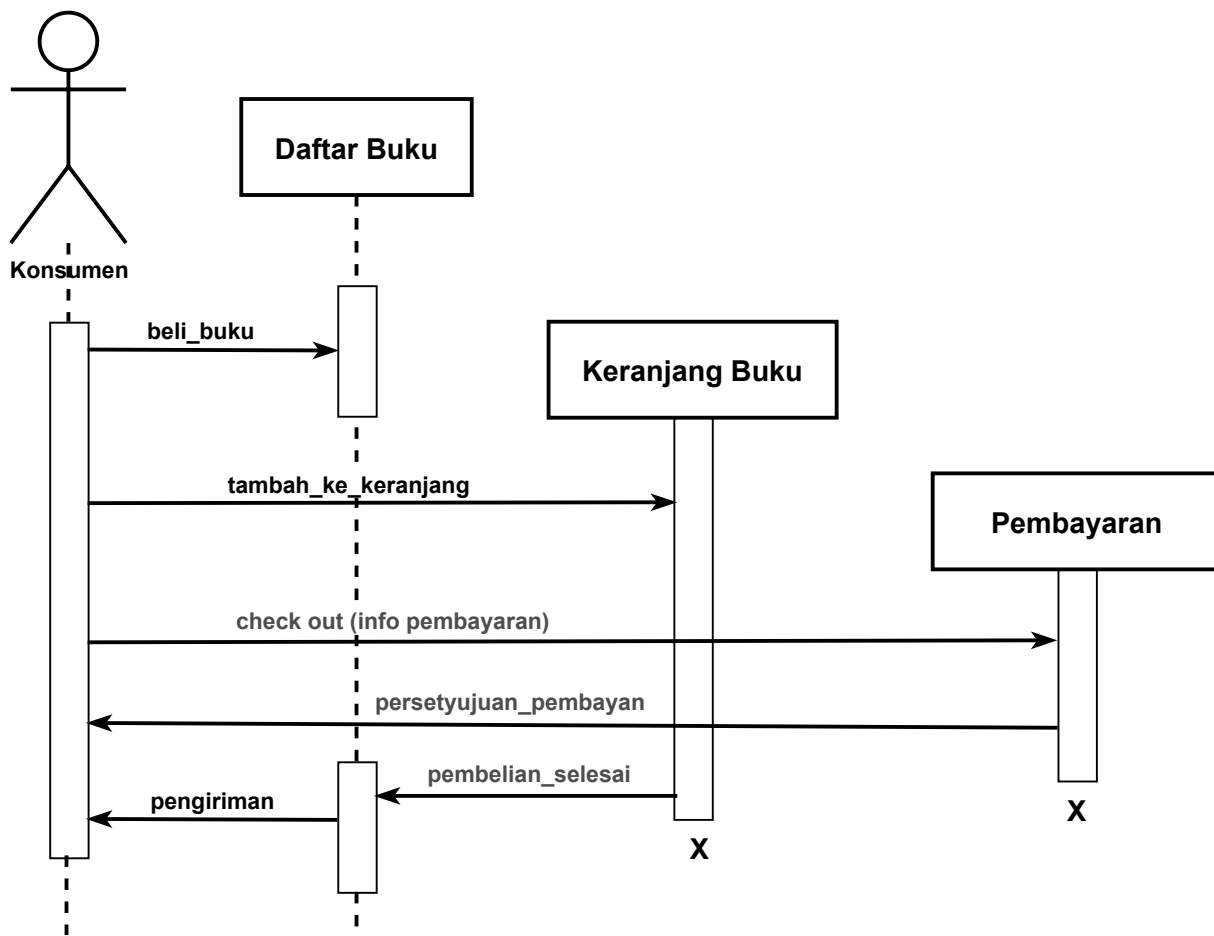 Daftar Buku
Konsumen
beli_buku
Keranjang Buku
tambah_ke_keranjang
Pembayaran
check out (info pembayaran)
persetyujuan_pembayan
pembelian_selesai
pengiriman
X
X